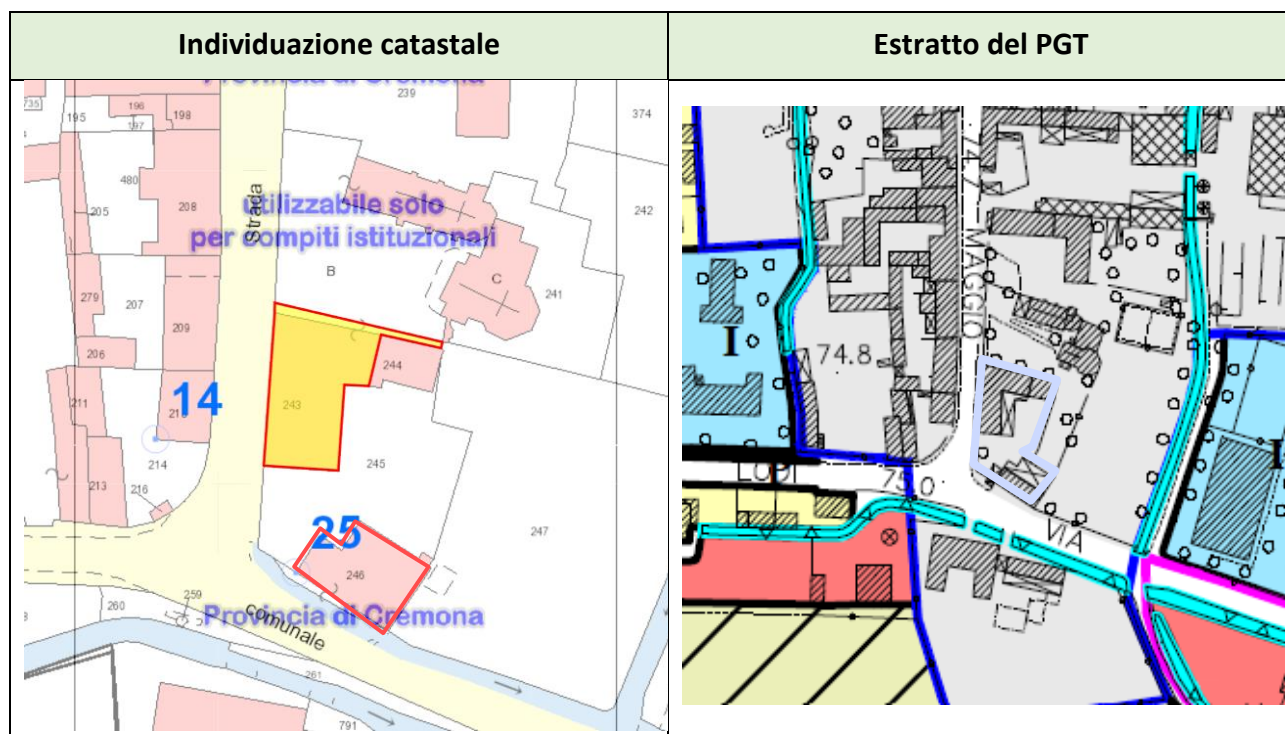 Individuazione catastale
Estratto del PGT
Provincia di Cremona
239
374
735
196
195
197
198
480
205
208
utilizzabile solo
per compiti istituzionali
Strada
242
B
C
241
279
207
209
206
244
211
14
243
214
245
213
216
25
247
246
259
260
Provincia di Cremona
comunale
261
791
74.7
MAGGIO
I
74.8
LODI
75.0
VIA
I